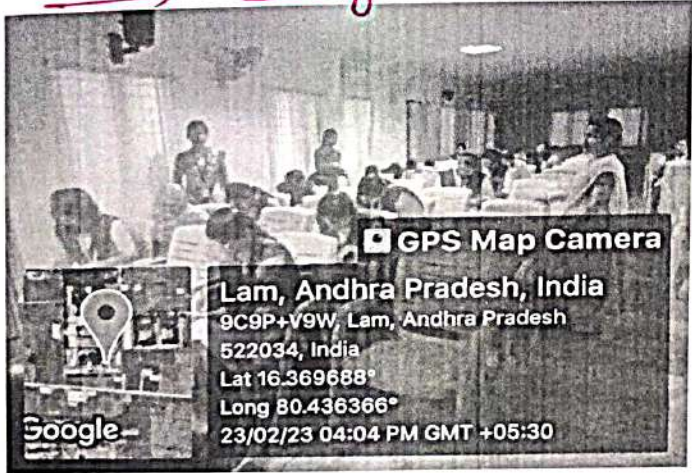 GPS Map Camera
Lam, Andhra Pradesh, India
9C9P+V9W, Lam, Andhra Pradesh
522034, India
Lat 16.369688°
Long 80.436366°
23/02/23 04:04 PM GMT +05:30
Google